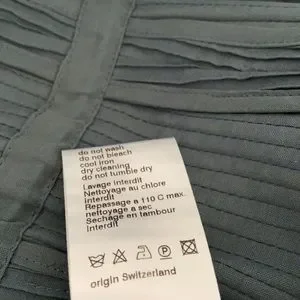 do not wash
do not bleach
cool iron
dry cleaning
do not tumble dry
Lavage interdit
Nettoyage au chlore
interdit
Repassage a 110 C max.
nettoyage a sec
Sechage en tambour
interdit
origin Switzerland